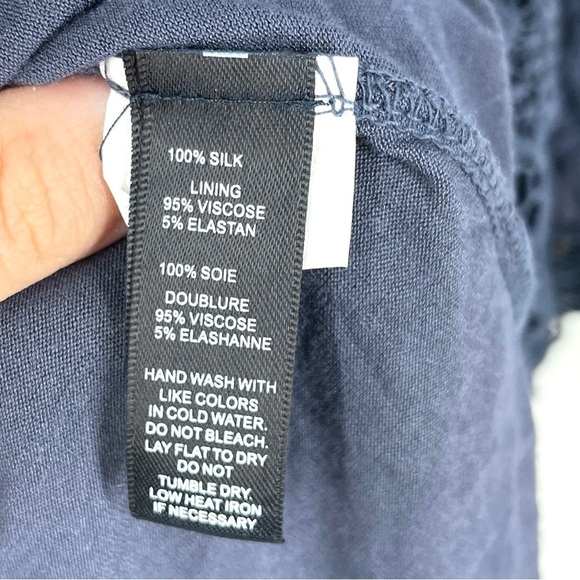 100% SILK
LINING
95% VISCOSE
5% ELASTAN
100% SOIE
DOUBLURE
95% VISCOSE
5% ELASHANNE
HAND WASH WITH
LIKE COLORS
IN COLD WATER.
DO NOT BLEACH.
LAY FLAT TO DRY
DO NOT
TUMBLE DRY.
LOW HEAT IRON
IF NECESSARY